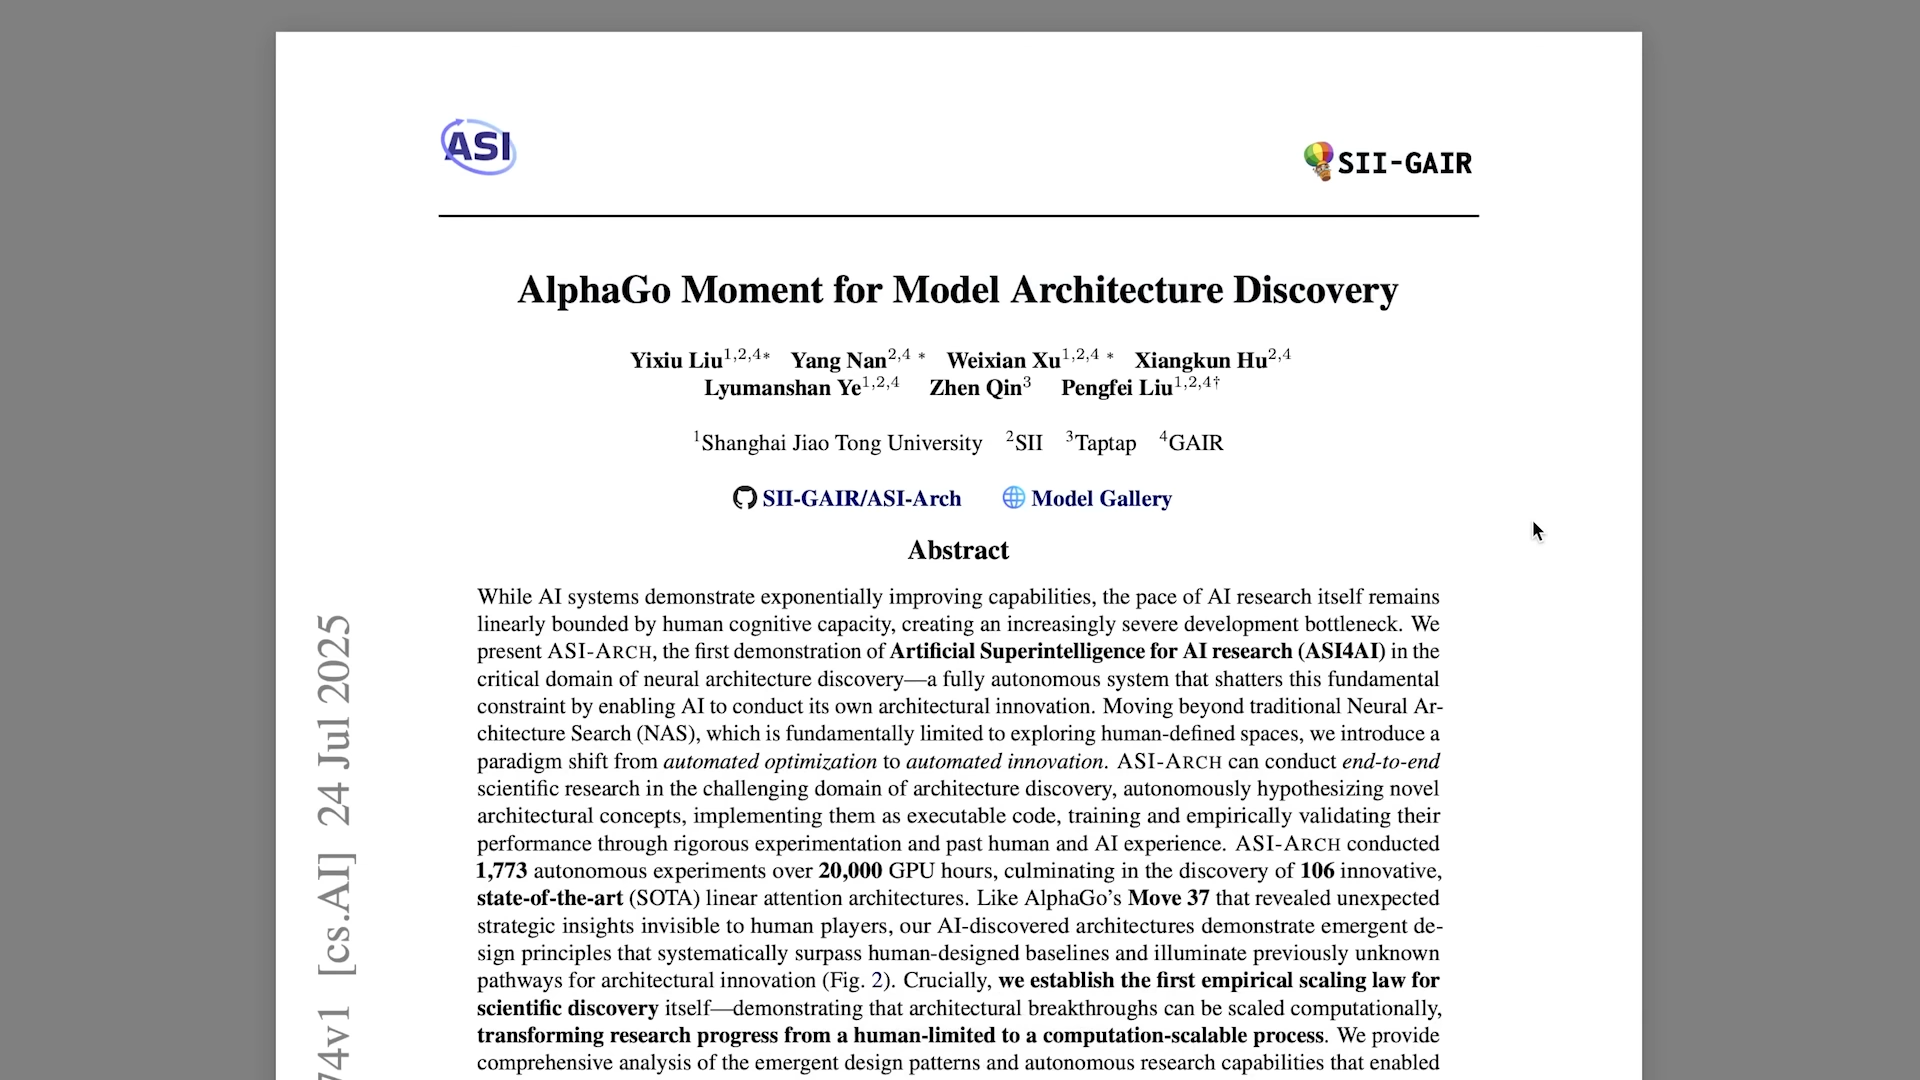 ASI
SII-GAIR
AlphaGo Moment for Model Architecture Discovery
Yixiu Liu1,2,4* Yang Nan2,4 * Weixian Xu1,2,4 * Xiangkun Hu2,4
Lyumanshan Ye1,2,4 Zhen Qin3 Pengfei Liu1,2,4†
1Shanghai Jiao Tong University 2SII 3Taptap 4GAIR
SII-GAIR/ASI-Arch Model Gallery
Abstract
While AI systems demonstrate exponentially improving capabilities, the pace of AI research itself remains
linearly bounded by human cognitive capacity, creating an increasingly severe development bottleneck. We
present ASI-ARCH, the first demonstration of Artificial Superintelligence for AI research (ASI4AI) in the
critical domain of neural architecture discovery—a fully autonomous system that shatters this fundamental
constraint by enabling AI to conduct its own architectural innovation. Moving beyond traditional Neural Ar-
chitecture Search (NAS), which is fundamentally limited to exploring human-defined spaces, we introduce a
paradigm shift from automated optimization to automated innovation. ASI-ARCH can conduct end-to-end
scientific research in the challenging domain of architecture discovery, autonomously hypothesizing novel
architectural concepts, implementing them as executable code, training and empirically validating their
performance through rigorous experimentation and past human and AI experience. ASI-ARCH conducted
1,773 autonomous experiments over 20,000 GPU hours, culminating in the discovery of 106 innovative,
state-of-the-art (SOTA) linear attention architectures. Like AlphaGo's Move 37 that revealed unexpected
strategic insights invisible to human players, our AI-discovered architectures demonstrate emergent de-
sign principles that systematically surpass human-designed baselines and illuminate previously unknown
pathways for architectural innovation (Fig. 2). Crucially, we establish the first empirical scaling law for
scientific discovery itself—demonstrating that architectural breakthroughs can be scaled computationally,
transforming research progress from a human-limited to a computation-scalable process. We provide
comprehensive analysis of the emergent design patterns and autonomous research capabilities that enabled
74v1 [cs.AI] 24 Jul 2025